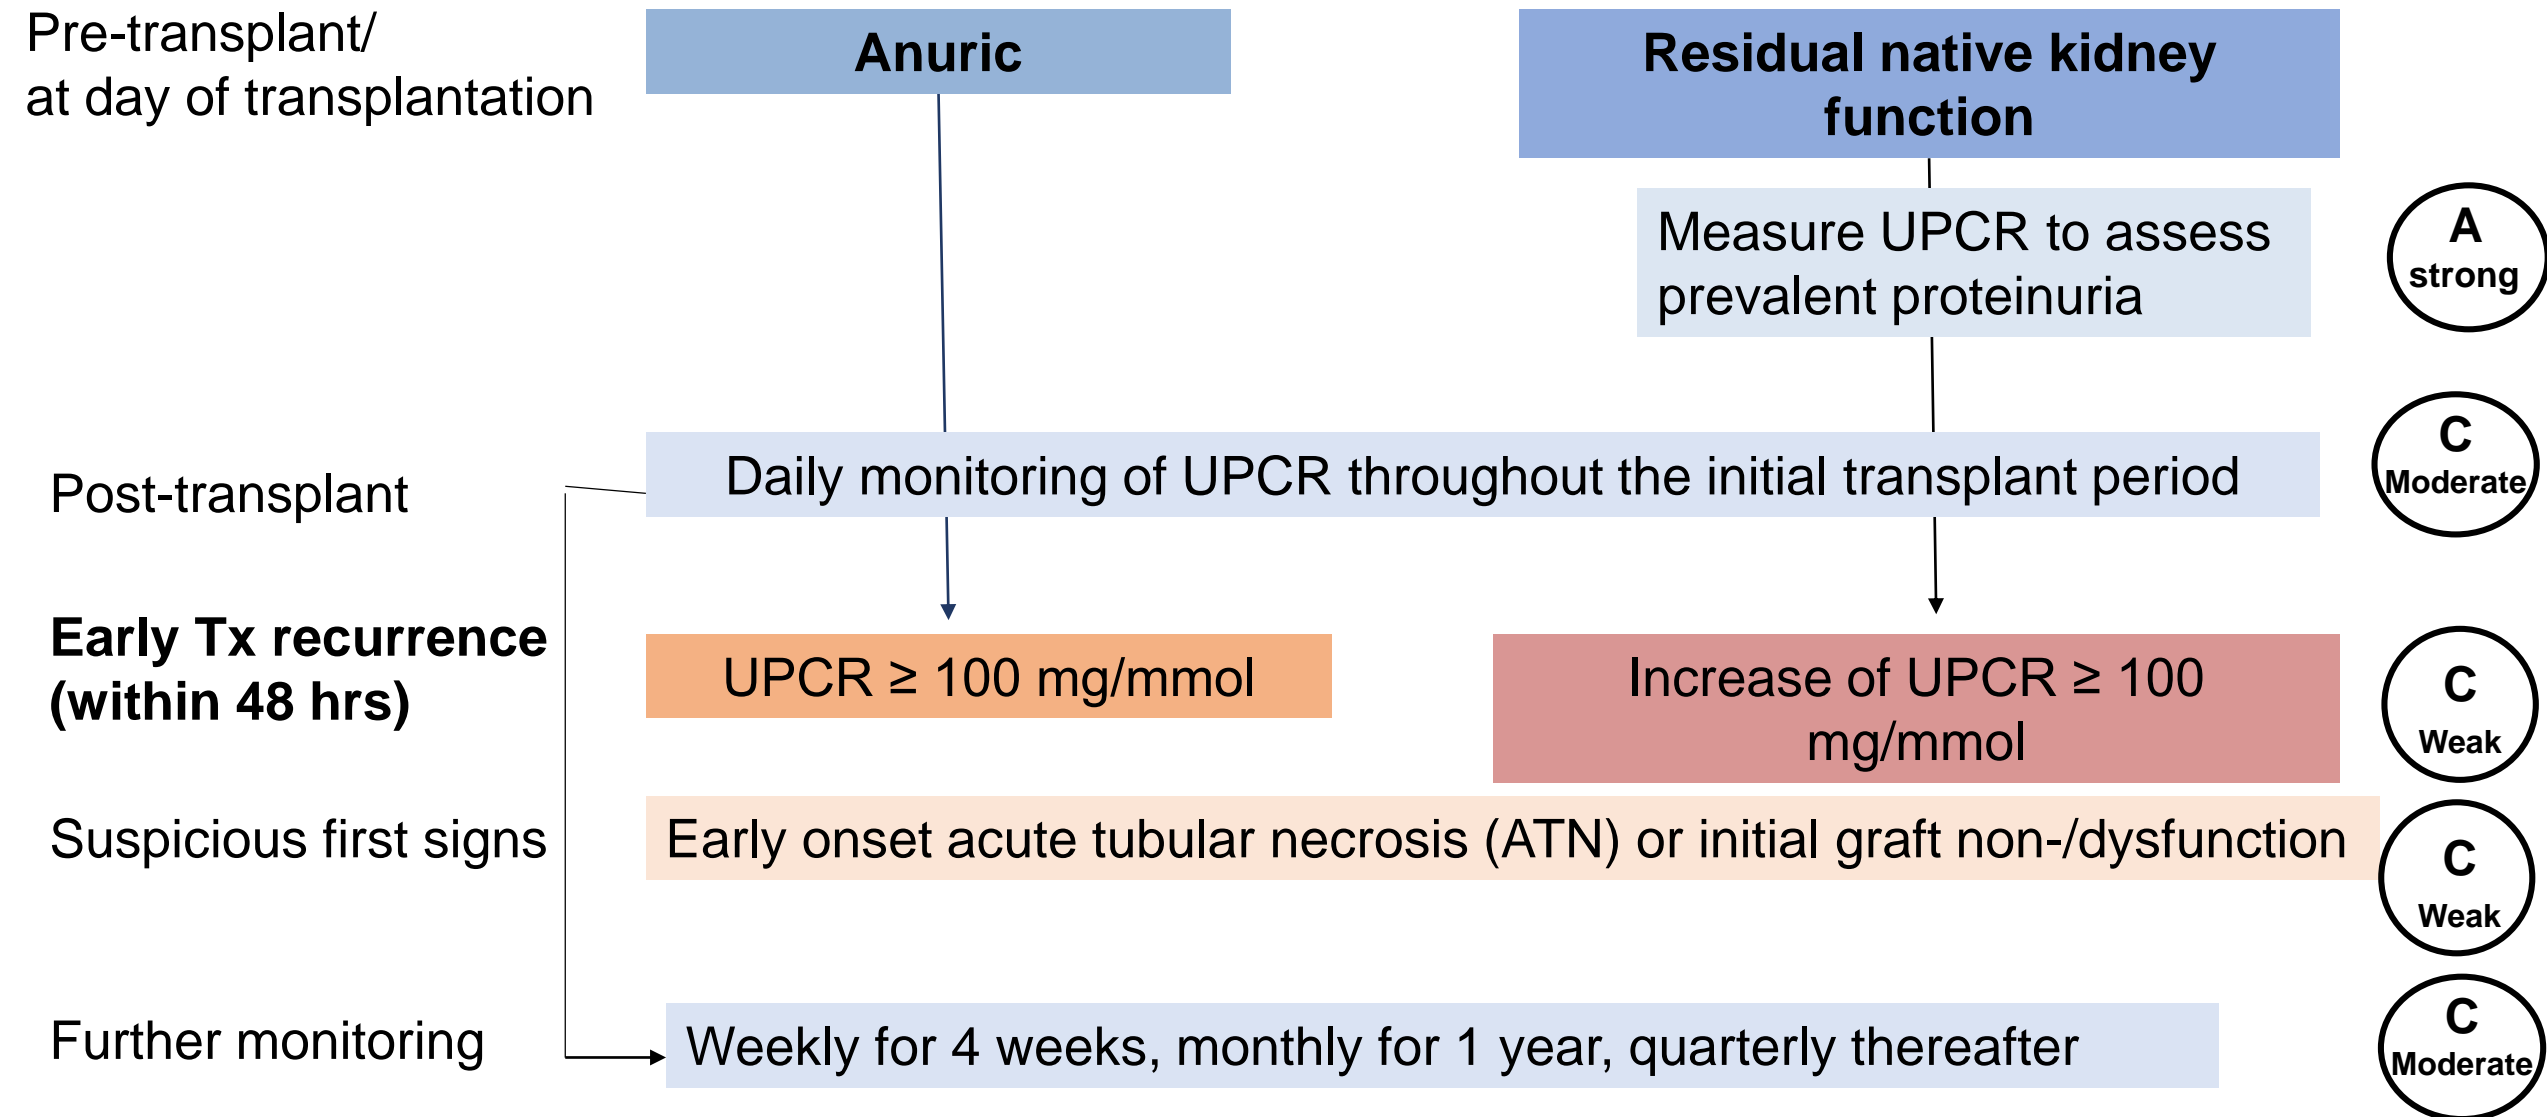 Pre-transplant/
at day of transplantation
Anuric
Residual native kidney
function
Measure UPCR to assess
prevalent proteinuria
A
strong
Post-transplant
Daily monitoring of UPCR throughout the initial transplant period
C
Moderate
Early Tx recurrence
(within 48 hrs)
UPCR ≥ 100 mg/mmol
Increase of UPCR ≥ 100
mg/mmol
C
Weak
Suspicious first signs
Early onset acute tubular necrosis (ATN) or initial graft non-/dysfunction
C
Weak
Further monitoring
Weekly for 4 weeks, monthly for 1 year, quarterly thereafter
C
Moderate